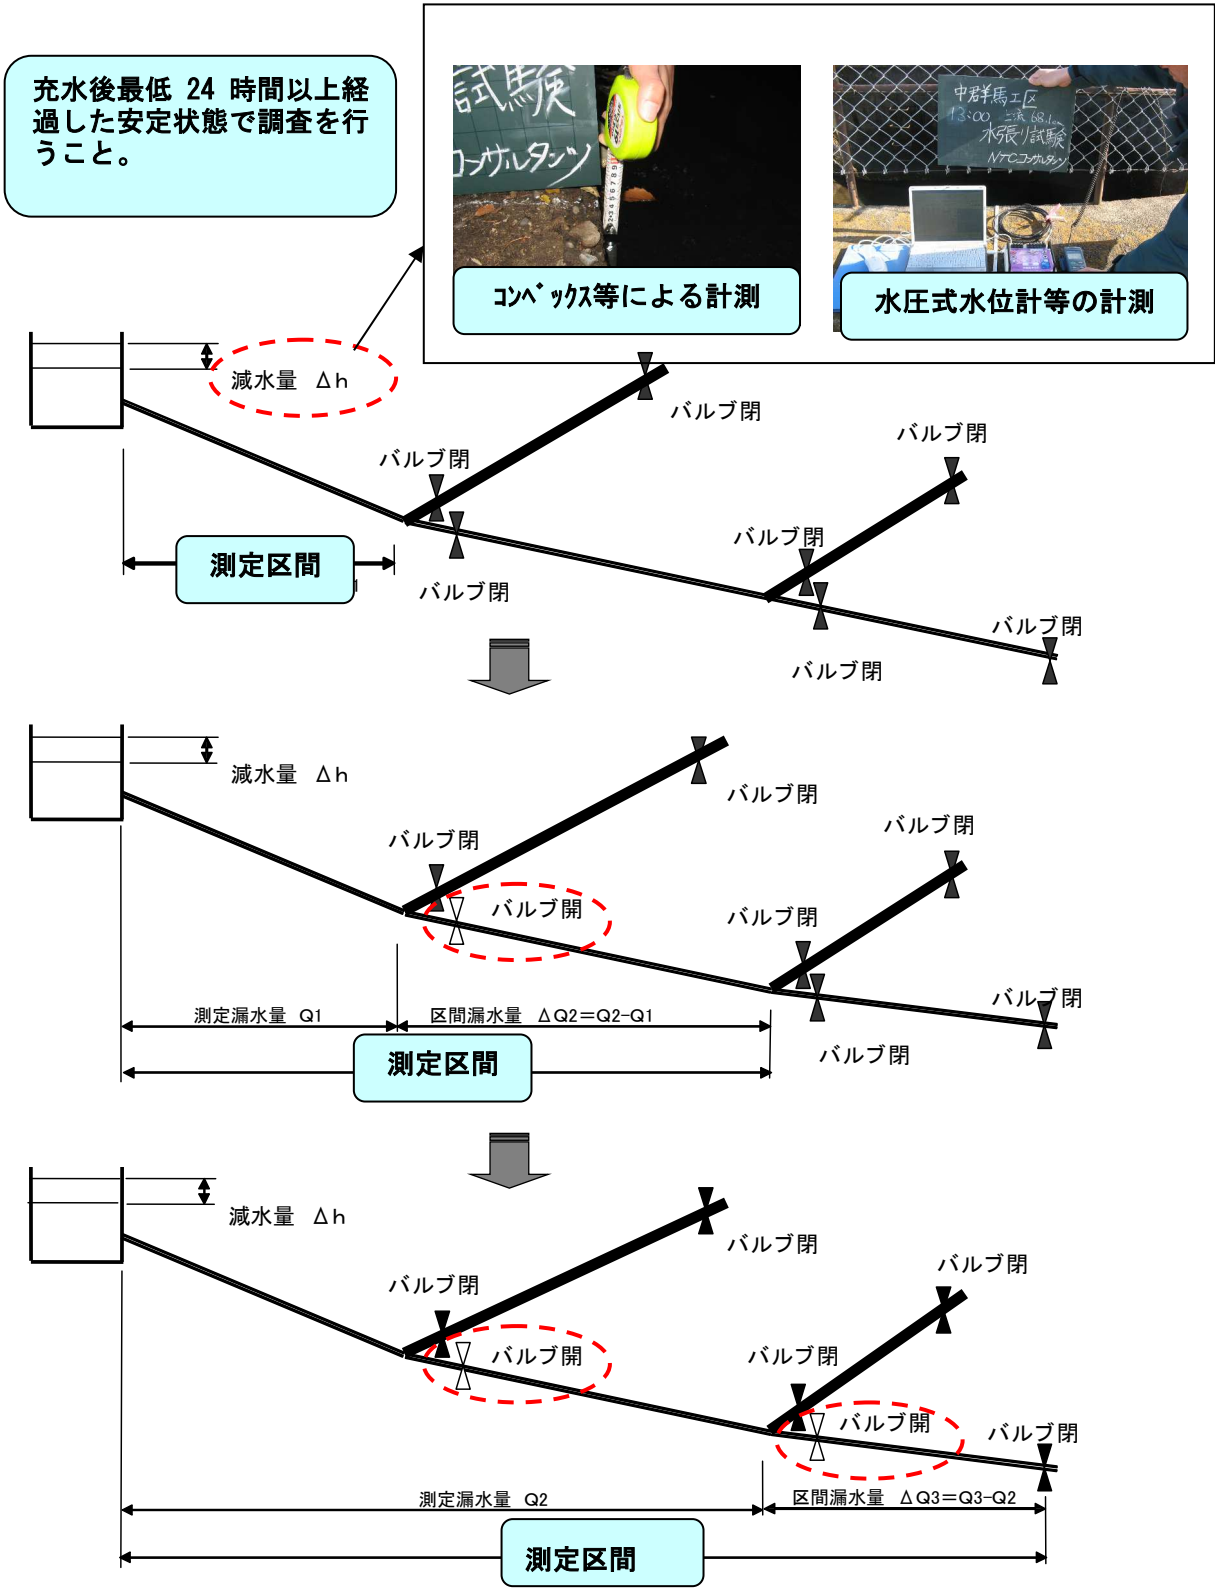 充水後最低 24 時間以上経
過した安定状態で調査を行
うこと。
試験
コンサルタンツ
コンベックス等による計測
中群馬工区
13:00
水張り試験
NTCコンサルタンツ
水圧式水位計等の計測
減水量 Δh
バルブ閉
バルブ閉
バルブ閉
バルブ閉
バルブ閉
バルブ閉
バルブ閉
測定区間
減水量 Δh
バルブ閉
バルブ閉
バルブ閉
バルブ開
バルブ閉
バルブ閉
バルブ閉
測定漏水量 Q1
区間漏水量 ΔQ2=Q2-Q1
測定区間
減水量 Δh
バルブ閉
バルブ閉
バルブ閉
バルブ開
バルブ閉
バルブ開
バルブ閉
測定漏水量 Q2
区間漏水量 ΔQ3=Q3-Q2
測定区間